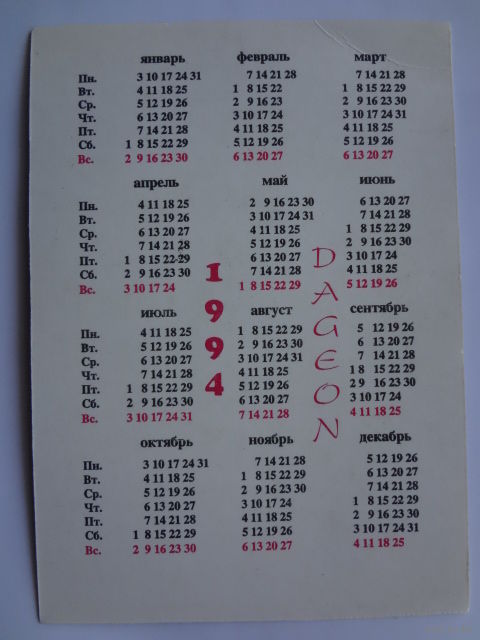 январь февраль март
Пн. 3 10 17 24 31 7 14 21 28 7 14 21 28
Вт. 4 11 18 25 1 8 15 22 1 8 15 22 29
Ср. 5 12 19 26 2 9 16 23 2 9 16 23 30
Чт. 6 13 20 27 3 10 17 24 3 10 17 24 31
Пт. 7 14 21 28 4 11 18 25 4 11 18 25
Сб. 1 8 15 22 29 5 12 19 26 5 12 19 26
Вс. 2 9 16 23 30 6 13 20 27 6 13 20 27
апрель май июнь
Пн. 4 11 18 25 2 9 16 23 30 6 13 20 27
Вт. 5 12 19 26 3 10 17 24 31 7 14 21 28
Ср. 6 13 20 27 4 11 18 25 1 8 15 22 29
Чт. 7 14 21 28 5 12 19 26 2 9 16 23 30
Пт. 1 8 15 22 29 6 13 20 27 3 10 17 24
Сб. 2 9 16 23 30 7 14 21 28 4 11 18 25
Вс. 3 10 17 24 1 8 15 22 29 5 12 19 26
1994
DAGEON
июль август сентябрь
Пн. 4 11 18 25 1 8 15 22 29 5 12 19 26
Вт. 5 12 19 26 2 9 16 23 30 6 13 20 27
Ср. 6 13 20 27 3 10 17 24 31 7 14 21 28
Чт. 7 14 21 28 4 11 18 25 1 8 15 22 29
Пт. 1 8 15 22 29 5 12 19 26 2 9 16 23 30
Сб. 2 9 16 23 30 6 13 20 27 3 10 17 24
Вс. 3 10 17 24 31 7 14 21 28 4 11 18 25
октябрь ноябрь декабрь
Пн. 3 10 17 24 31 7 14 21 28 5 12 19 26
Вт. 4 11 18 25 1 8 15 22 29 6 13 20 27
Ср. 5 12 19 26 2 9 16 23 30 7 14 21 28
Чт. 6 13 20 27 3 10 17 24 1 8 15 22 29
Пт. 7 14 21 28 4 11 18 25 2 9 16 23 30
Сб. 1 8 15 22 29 5 12 19 26 3 10 17 24 31
Вс. 2 9 16 23 30 6 13 20 27 4 11 18 25